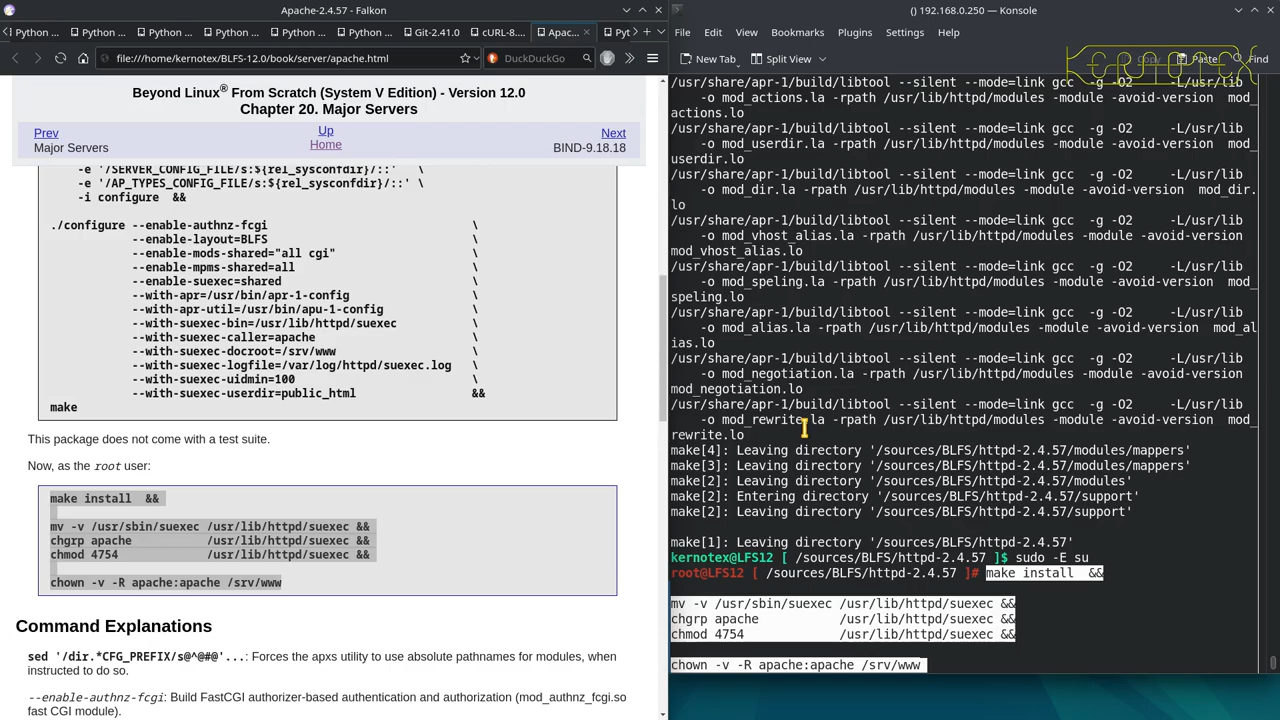 Apache-2.4.57 - Falkon
Python ...
Python ...
Python ...
Python ...
Python ...
Python ...
Git-2.41.0
cURL-8....
Apac...
Pyt
file:///home/kernotex/BLFS-12.0/book/server/apache.html
DuckDuckGo
Beyond Linux® From Scratch (System V Edition) - Version 12.0
Chapter 20. Major Servers
Prev
Up
Next
Major Servers
Home
BIND-9.18.18
-e '/SERVER_CONFIG_FILE/s:${rel_sysconfdir}/::' \
-e '/AP_TYPES_CONFIG_FILE/s:${rel_sysconfdir}/::' \
-i configure &&
./configure --enable-authnz-fcgi \
--enable-layout=BLFS \
--enable-mods-shared="all cgi" \
--enable-mpms-shared=all \
--enable-suexec=shared \
--with-apr=/usr/bin/apr-1-config \
--with-apr-util=/usr/bin/apu-1-config \
--with-suexec-bin=/usr/lib/httpd/suexec \
--with-suexec-caller=apache \
--with-suexec-docroot=/srv/www \
--with-suexec-logfile=/var/log/httpd/suexec.log \
--with-suexec-uidmin=100 \
--with-suexec-userdir=public_html &&
make
This package does not come with a test suite.
Now, as the root user:
make install &&
mv -v /usr/sbin/suexec /usr/lib/httpd/suexec &&
chgrp apache /usr/lib/httpd/suexec &&
chmod 4754 /usr/lib/httpd/suexec &&
chown -v -R apache:apache /srv/www
Command Explanations
sed '/dir.*CFG_PREFIX/s@^@#@'...: Forces the apxs utility to use absolute pathnames for modules, when
instructed to do so.
--enable-authnz-fcgi: Build FastCGI authorizer-based authentication and authorization (mod_authnz_fcgi.so
fast CGI module).
() 192.168.0.250 — Konsole
File Edit View Bookmarks Plugins Settings Help
New Tab
Split View
Copy
Paste
Find
KERNOTEX
/usr/share/apr-1/build/libtool --silent --mode=link gcc -g -O2 -L/usr/lib
-o mod_actions.la -rpath /usr/lib/httpd/modules -module -avoid-version mod_
actions.lo
/usr/share/apr-1/build/libtool --silent --mode=link gcc -g -O2 -L/usr/lib
-o mod_userdir.la -rpath /usr/lib/httpd/modules -module -avoid-version mod_
userdir.lo
/usr/share/apr-1/build/libtool --silent --mode=link gcc -g -O2 -L/usr/lib
-o mod_dir.la -rpath /usr/lib/httpd/modules -module -avoid-version mod_dir.
lo
/usr/share/apr-1/build/libtool --silent --mode=link gcc -g -O2 -L/usr/lib
-o mod_vhost_alias.la -rpath /usr/lib/httpd/modules -module -avoid-version
mod_vhost_alias.lo
/usr/share/apr-1/build/libtool --silent --mode=link gcc -g -O2 -L/usr/lib
-o mod_speling.la -rpath /usr/lib/httpd/modules -module -avoid-version mod_
speling.lo
/usr/share/apr-1/build/libtool --silent --mode=link gcc -g -O2 -L/usr/lib
-o mod_alias.la -rpath /usr/lib/httpd/modules -module -avoid-version mod_al
ias.lo
/usr/share/apr-1/build/libtool --silent --mode=link gcc -g -O2 -L/usr/lib
-o mod_negotiation.la -rpath /usr/lib/httpd/modules -module -avoid-version
mod_negotiation.lo
/usr/share/apr-1/build/libtool --silent --mode=link gcc -g -O2 -L/usr/lib
-o mod_rewrite.la -rpath /usr/lib/httpd/modules -module -avoid-version mod_
rewrite.lo
make[4]: Leaving directory '/sources/BLFS/httpd-2.4.57/modules/mappers'
make[3]: Leaving directory '/sources/BLFS/httpd-2.4.57/modules/mappers'
make[2]: Leaving directory '/sources/BLFS/httpd-2.4.57/modules'
make[2]: Entering directory '/sources/BLFS/httpd-2.4.57/support'
make[2]: Leaving directory '/sources/BLFS/httpd-2.4.57/support'
make[1]: Leaving directory '/sources/BLFS/httpd-2.4.57'
kernotex@LFS12 [ /sources/BLFS/httpd-2.4.57 ]$ sudo -E su
root@LFS12 [ /sources/BLFS/httpd-2.4.57 ]# make install &&
mv -v /usr/sbin/suexec /usr/lib/httpd/suexec &&
chgrp apache /usr/lib/httpd/suexec &&
chmod 4754 /usr/lib/httpd/suexec &&
chown -v -R apache:apache /srv/www